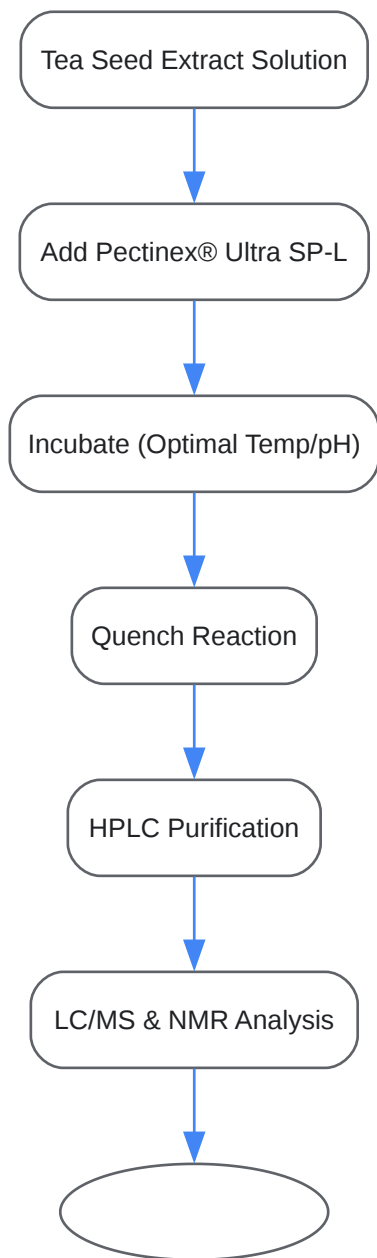 Tea Seed Extract Solution
Add Pectinex® Ultra SP-L
Incubate (Optimal Temp/pH)
Quench Reaction
HPLC Purification
LC/MS & NMR Analysis